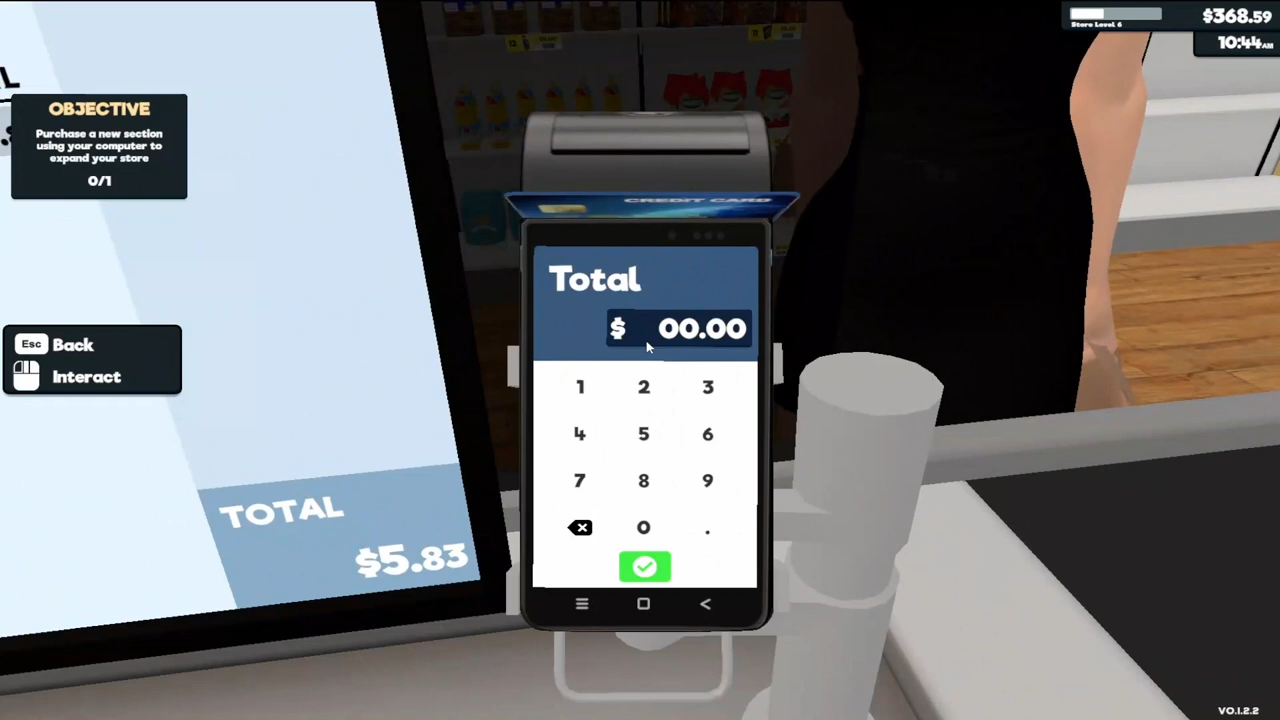 $368.59
Store Level 6
10:44AM
OBJECTIVE
Purchase a new section
using your computer to
expand your store
0/1
Esc Back
Interact
CREDIT CARD
Total
$ 00.00
1 2 3
4 5 6
7 8 9
0 .
TOTAL
$5.83
V0.1.2.2